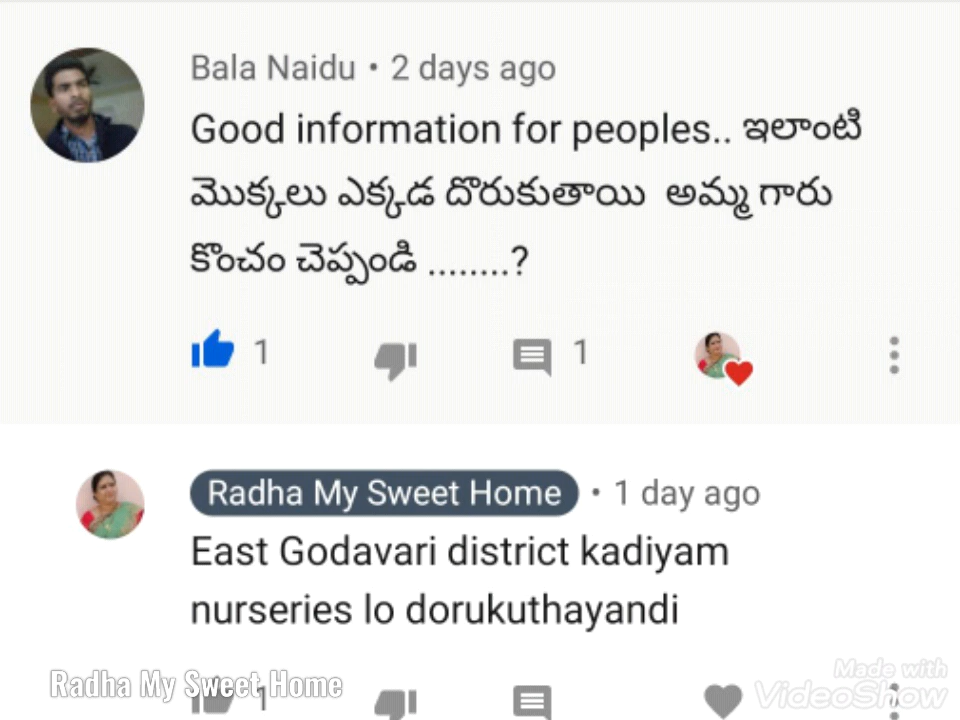 Bala Naidu • 2 days ago
Good information for peoples.. ఇలాంటి
మొక్కలు ఎక్కడ దొరుకుతాయి అమ్మ గారు
కొంచం చెప్పండి ........?
1
1
Radha My Sweet Home • 1 day ago
East Godavari district kadiyam
nurseries lo dorukuthayandi
Radha My Sweet Home
1
Made with
VideoShow